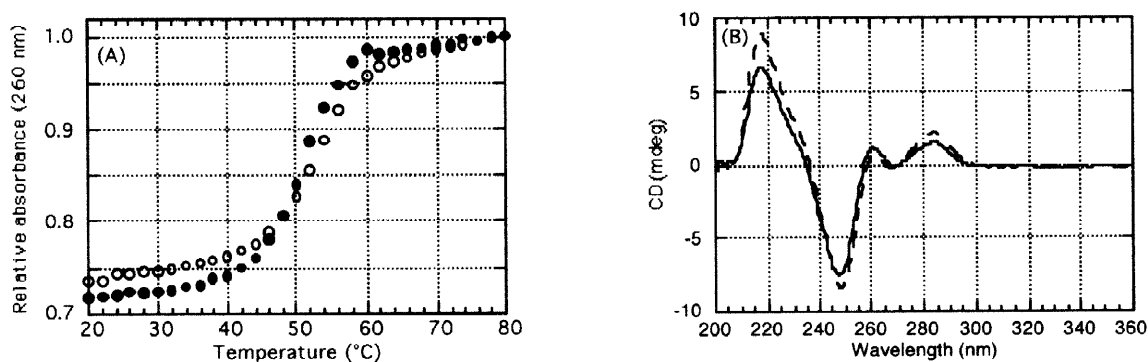 (A)
Relative absorbance (260 nm)
1.0
0.9
0.8
0.7
20 30 40 50 60 70 80
Temperature (°C)
(B)
CD (mdeg)
10
5
0
-5
-10
200 220 240 260 280 300 320 340 360
Wavelength (nm)